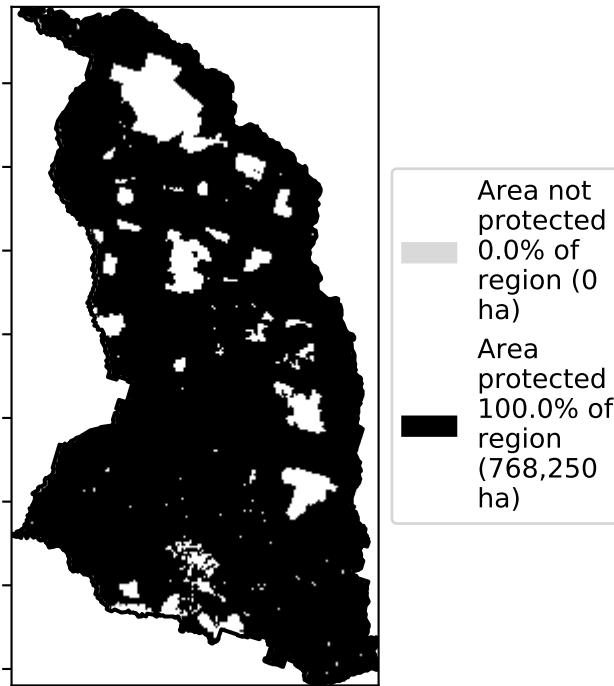 Area not
protected
0.0% of
region (0
ha)
Area
protected
100.0% of
region
(768,250
ha)